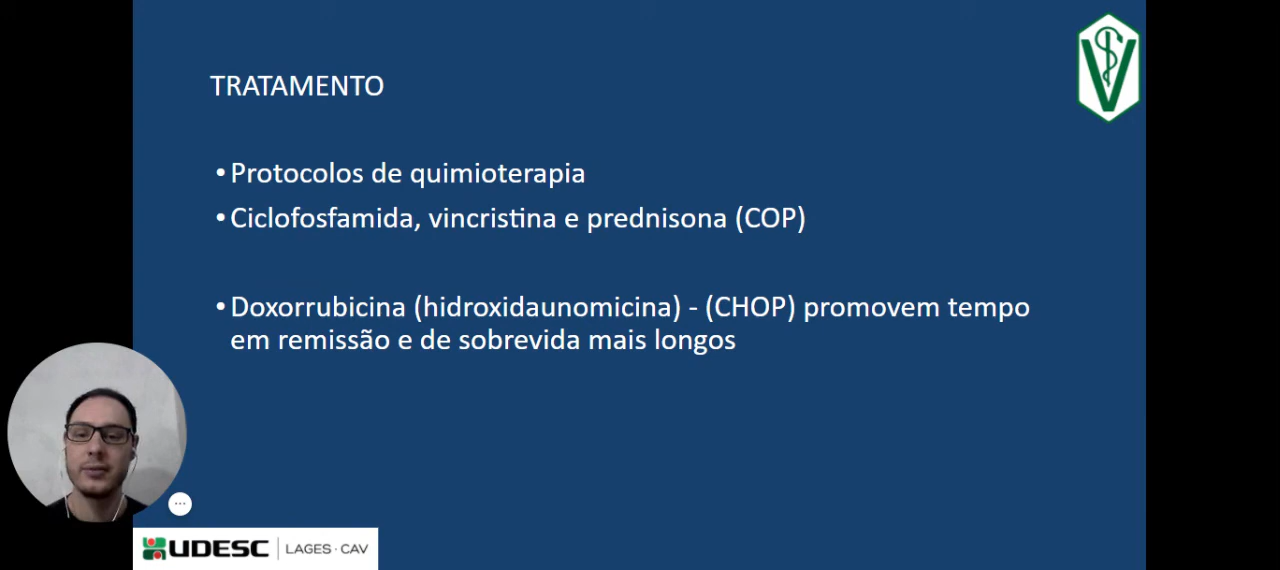 TRATAMENTO
• Protocolos de quimioterapia
• Ciclofosfamida, vincristina e prednisona (COP)
• Doxorrubicina (hidroxidaunomicina) - (CHOP) promovem tempo
em remissão e de sobrevida mais longos
UDESC LAGES · CAV